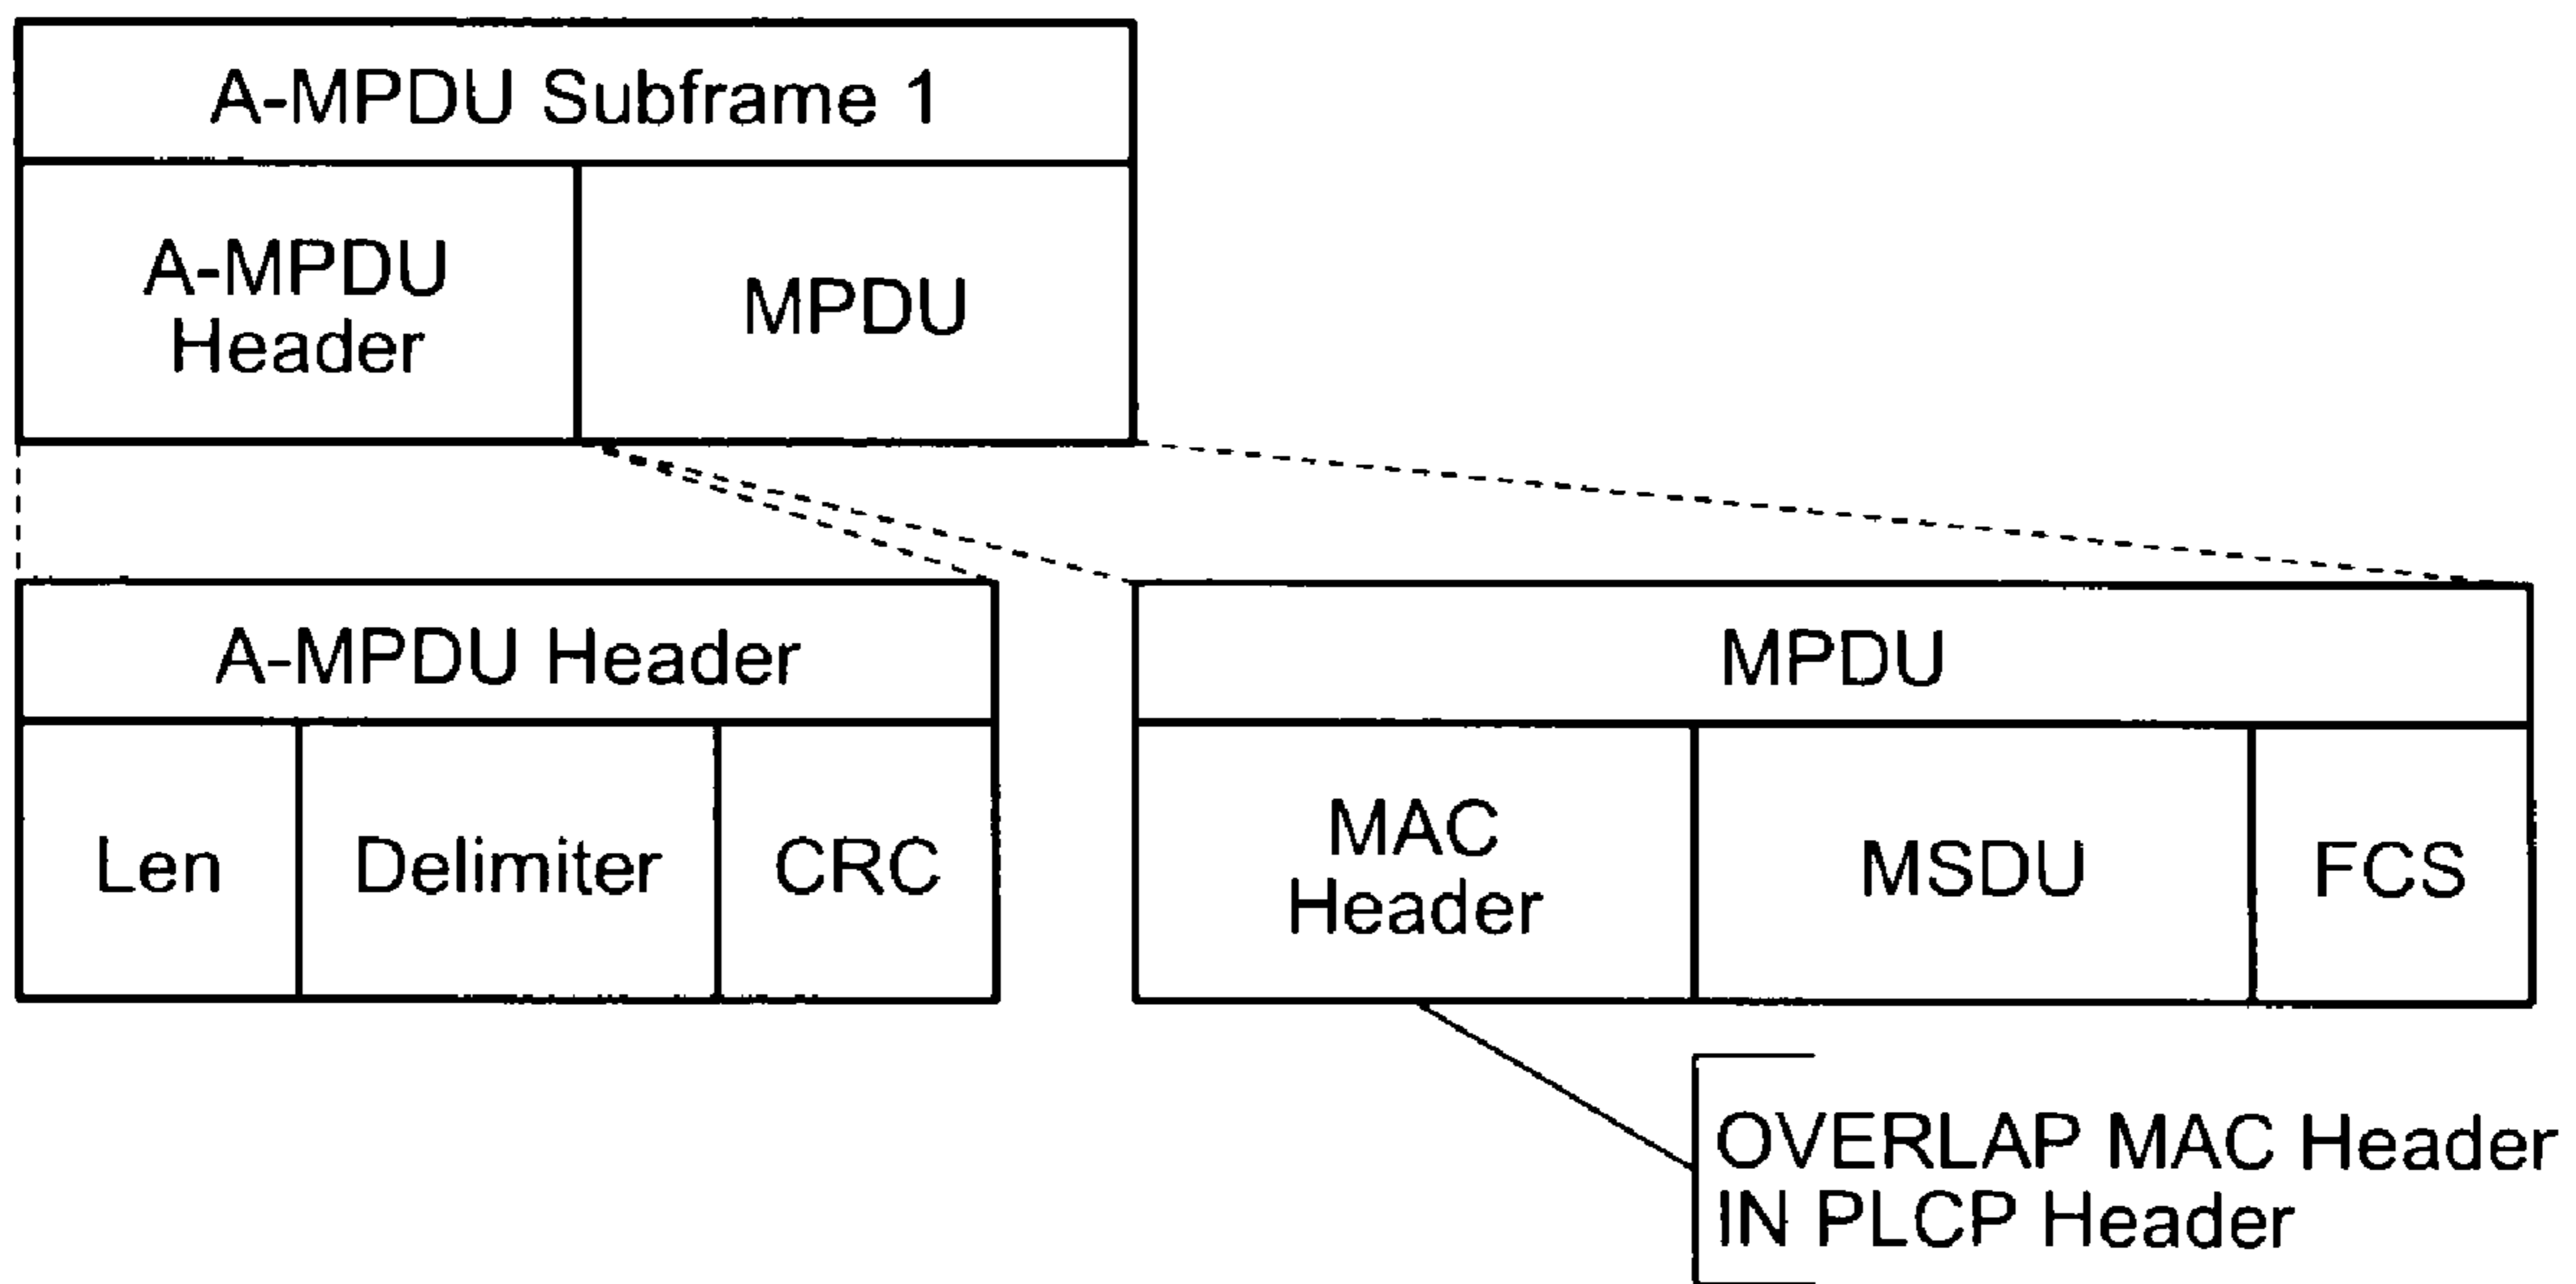 A-MPDU Subframe 1
A-MPDU
Header
MPDU
A-MPDU Header
Len
Delimiter
CRC
MPDU
MAC
Header
MSDU
FCS
OVERLAP MAC Header
IN PLCP Header